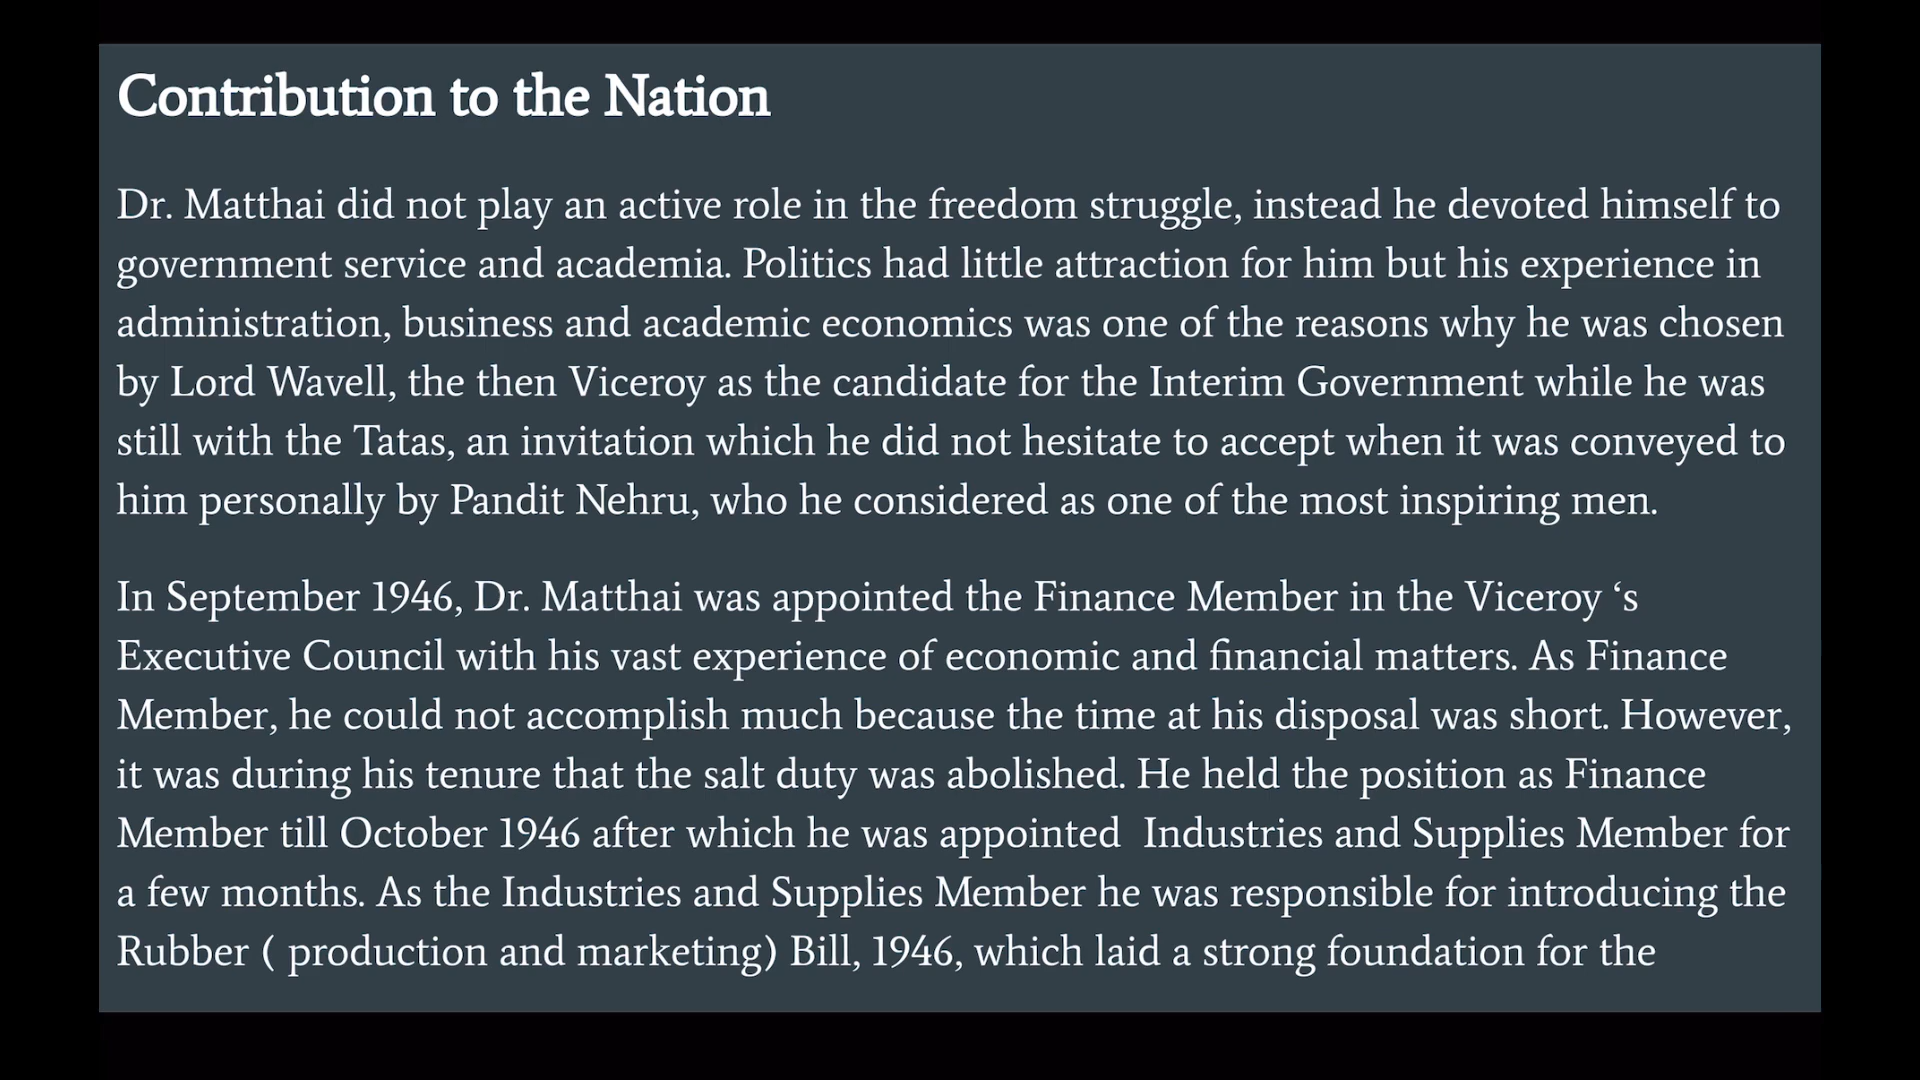 Contribution to the Nation
Dr. Matthai did not play an active role in the freedom struggle, instead he devoted himself to
government service and academia. Politics had little attraction for him but his experience in
administration, business and academic economics was one of the reasons why he was chosen
by Lord Wavell, the then Viceroy as the candidate for the Interim Government while he was
still with the Tatas, an invitation which he did not hesitate to accept when it was conveyed to
him personally by Pandit Nehru, who he considered as one of the most inspiring men.
In September 1946, Dr. Matthai was appointed the Finance Member in the Viceroy ‘s
Executive Council with his vast experience of economic and financial matters. As Finance
Member, he could not accomplish much because the time at his disposal was short. However,
it was during his tenure that the salt duty was abolished. He held the position as Finance
Member till October 1946 after which he was appointed  Industries and Supplies Member for
a few months. As the Industries and Supplies Member he was responsible for introducing the
Rubber ( production and marketing) Bill, 1946, which laid a strong foundation for the